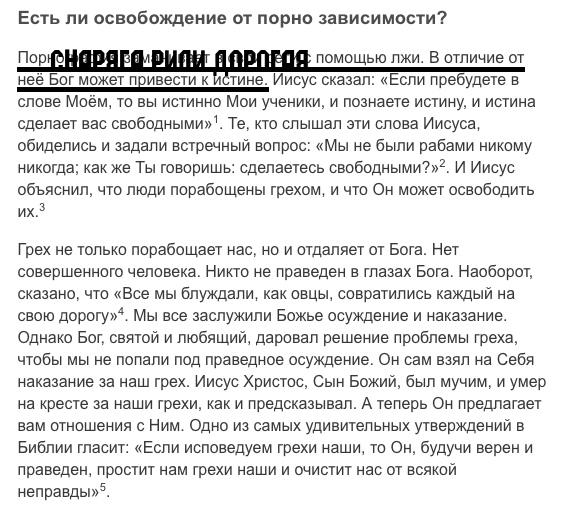 Есть ли освобождение от порно зависимости?
СНАРЯГА РИЛИ ДОРОГАЯ
заманивает в помощью лжи. В отличие от
неё Бог может привести к истине. Иисус сказал: «Если пребудете в
слове Моём, то вы истинно Мои ученики, и познаете истину, и истина
сделает вас свободными»¹. Те, кто слышал эти слова Иисуса,
обиделись и задали встречный вопрос: «Мы не были рабами никому
никогда; как же Ты говоришь: сделаетесь свободными?»². И Иисус
объяснил, что люди порабощены грехом, и что Он может освободить
их.³
Грех не только порабощает нас, но и отдаляет от Бога. Нет
совершенного человека. Никто не праведен в глазах Бога. Наоборот,
сказано, что «Все мы блуждали, как овцы, совратились каждый на
свою дорогу»⁴. Мы все заслужили Божье осуждение и наказание.
Однако Бог, святой и любящий, даровал решение проблемы греха,
чтобы мы не попали под праведное осуждение. Он сам взял на Себя
наказание за наш грех. Иисус Христос, Сын Божий, был мучим, и умер
на кресте за наши грехи, как и предсказывал. А теперь Он предлагает
вам отношения с Ним. Одно из самых удивительных утверждений в
Библии гласит: «Если исповедуем грехи наши, то Он, будучи верен и
праведен, простит нам грехи наши и очистит нас от всякой
неправды»⁵.